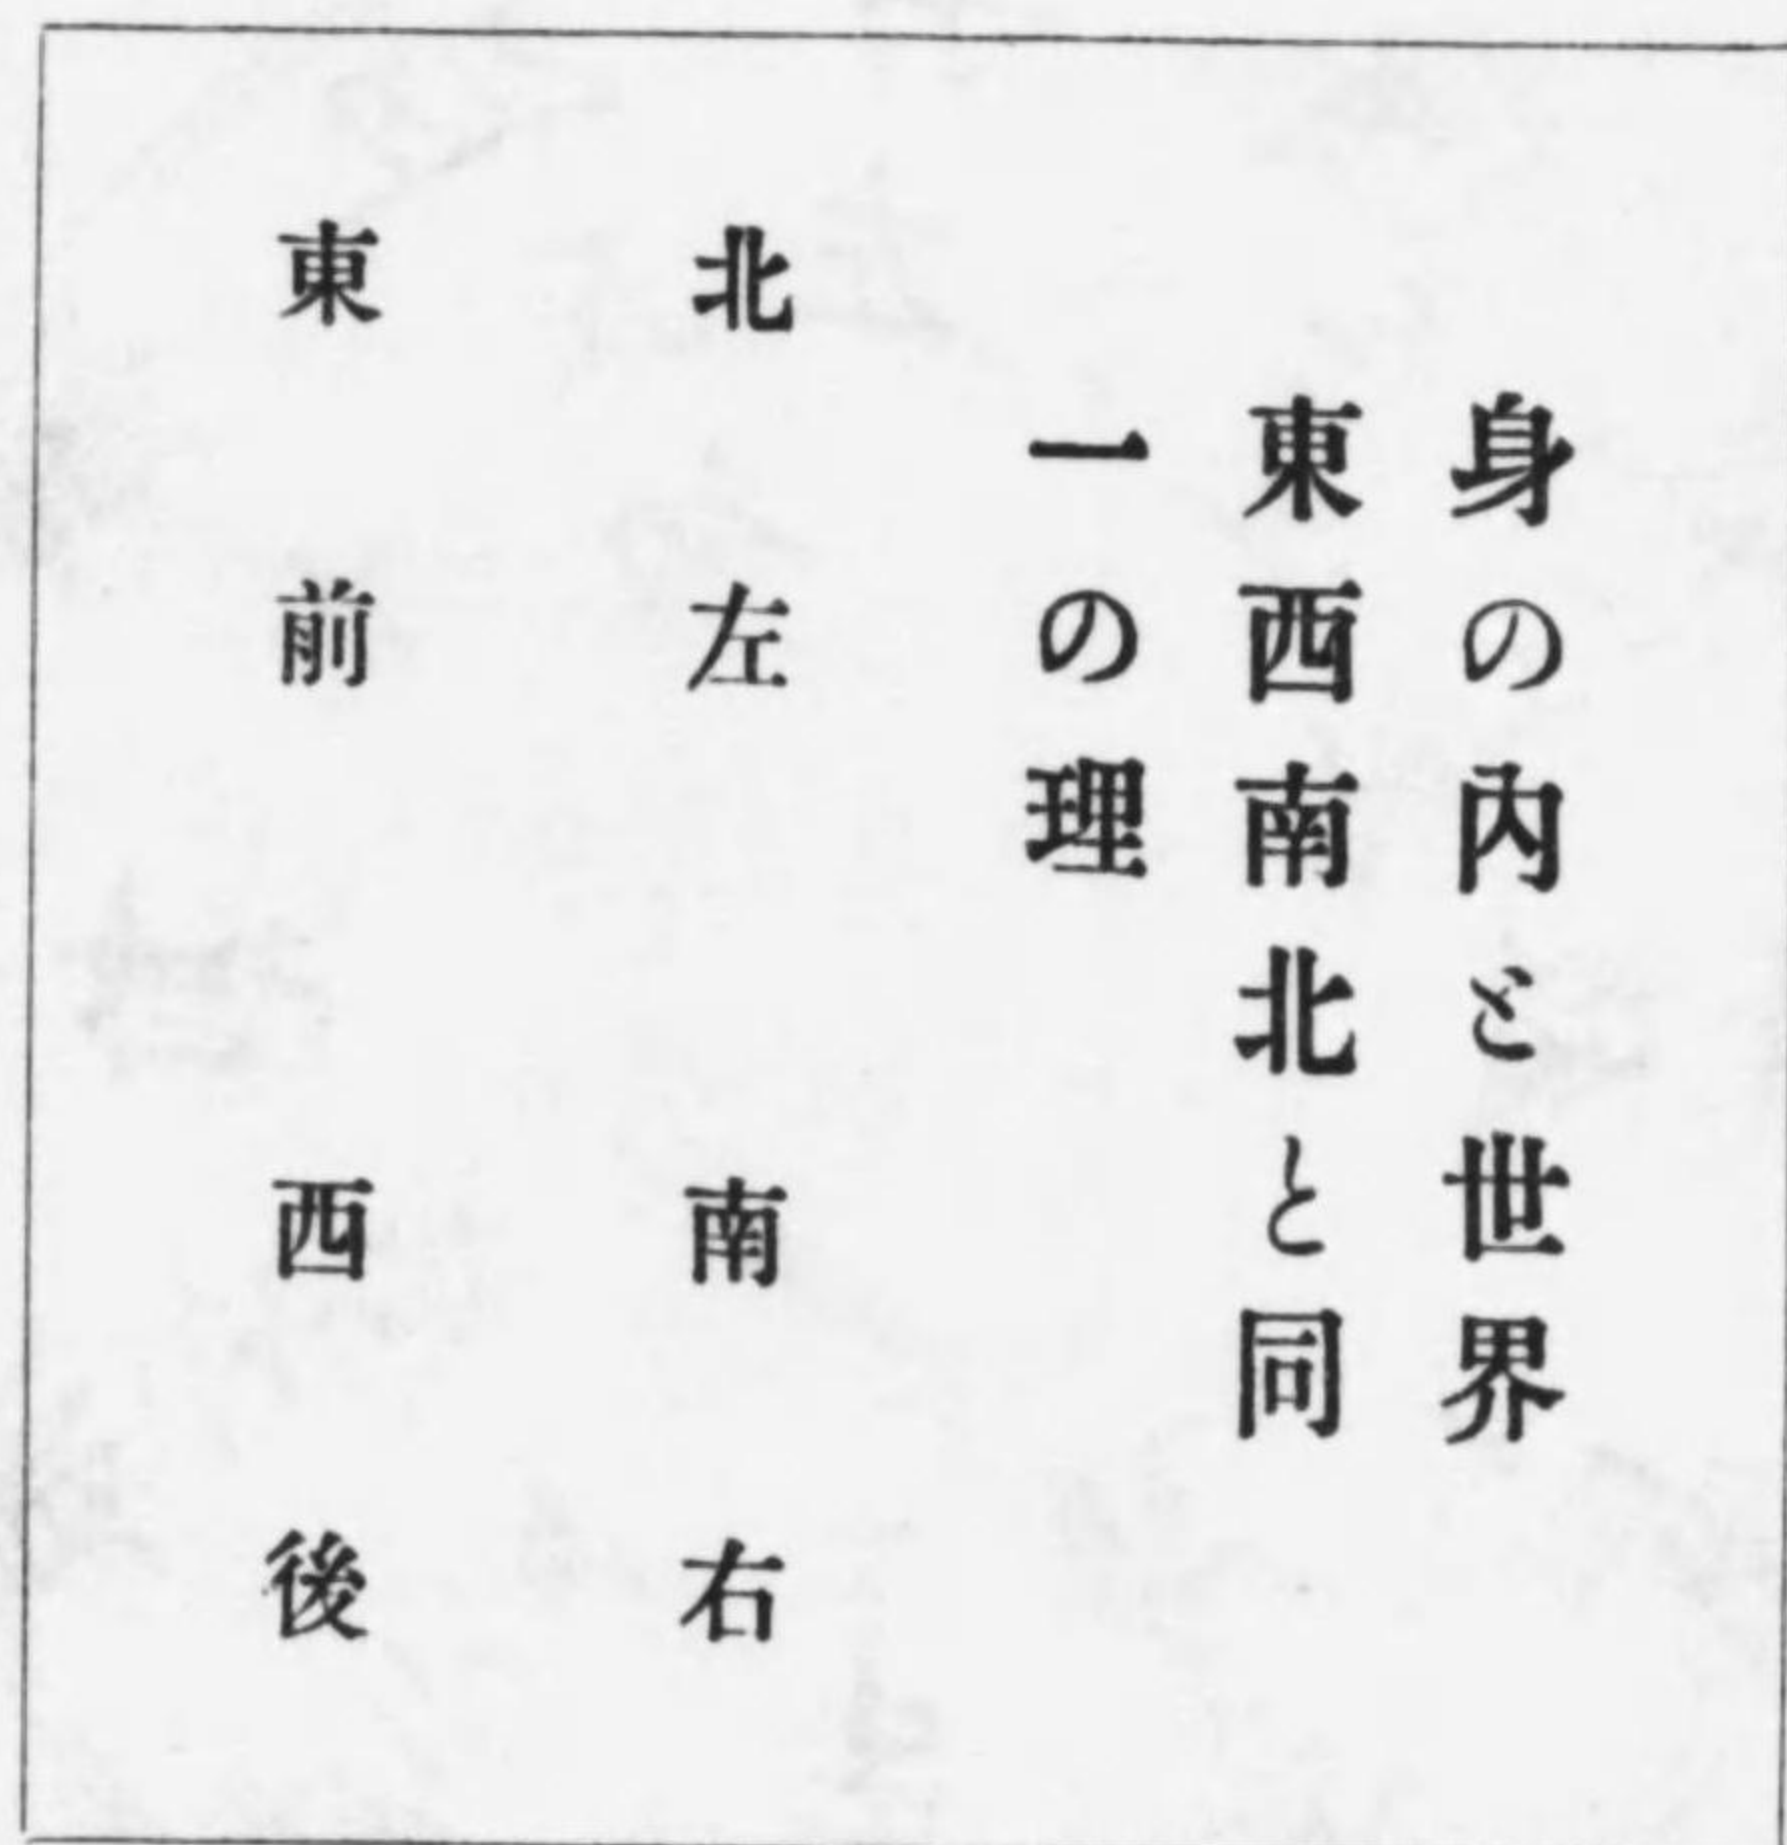 身の內と世界
東西南北と同
一の理
北 左 南 右
東 前 西 後